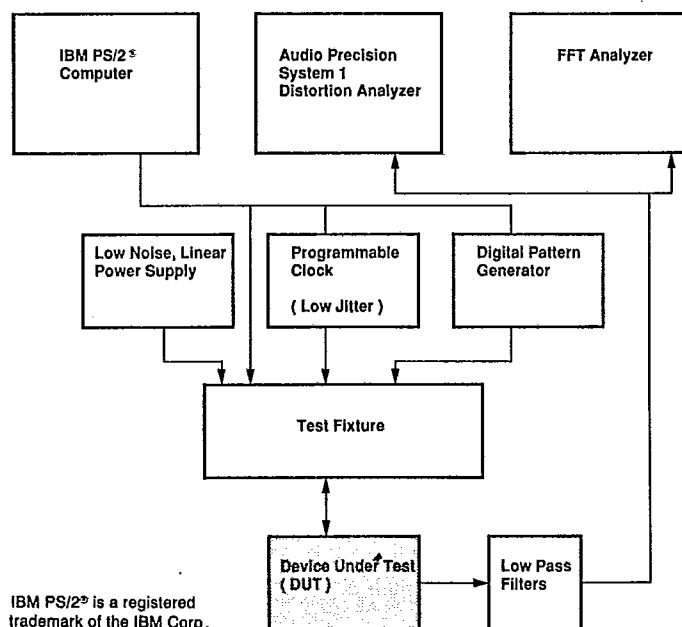 IBM PS/2®
Computer
Audio Precision
System 1
Distortion Analyzer
FFT Analyzer
Low Noise, Linear
Power Supply
Programmable
Clock
( Low Jitter )
Digital Pattern
Generator
Test Fixture
Device Under Test
( DUT )
Low Pass
Filters
IBM PS/2® is a registered
trademark of the IBM Corp.